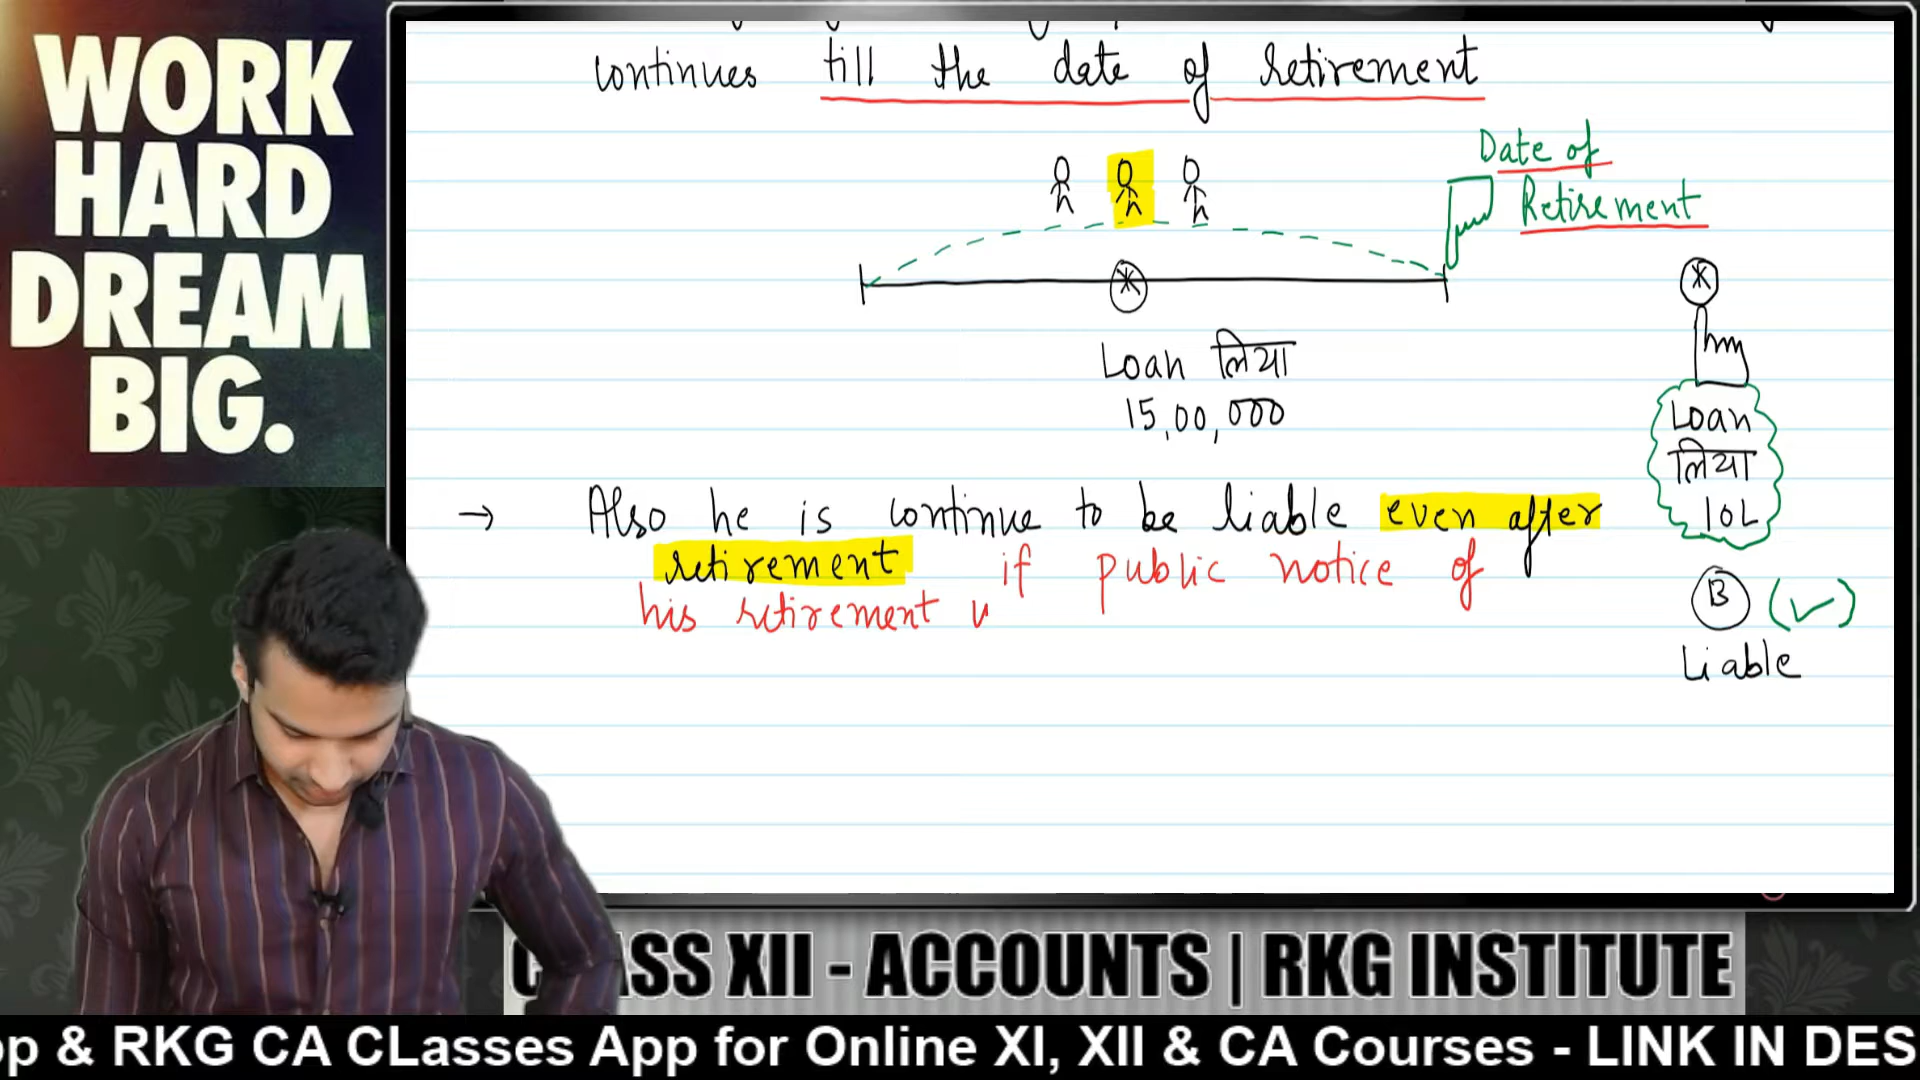 WORK
HARD
DREAM
BIG.
continues till the date of retirement
Date of
Retirement
Loan लिया
15,00,000
Loan
लिया
10L
→ Also he is continue to be liable even after
retirement if public notice of
his retirement
B (✓)
Liable
ASS XII - ACCOUNTS | RKG INSTITUTE
p & RKG CA CLasses App for Online XI, XII & CA Courses - LINK IN DES